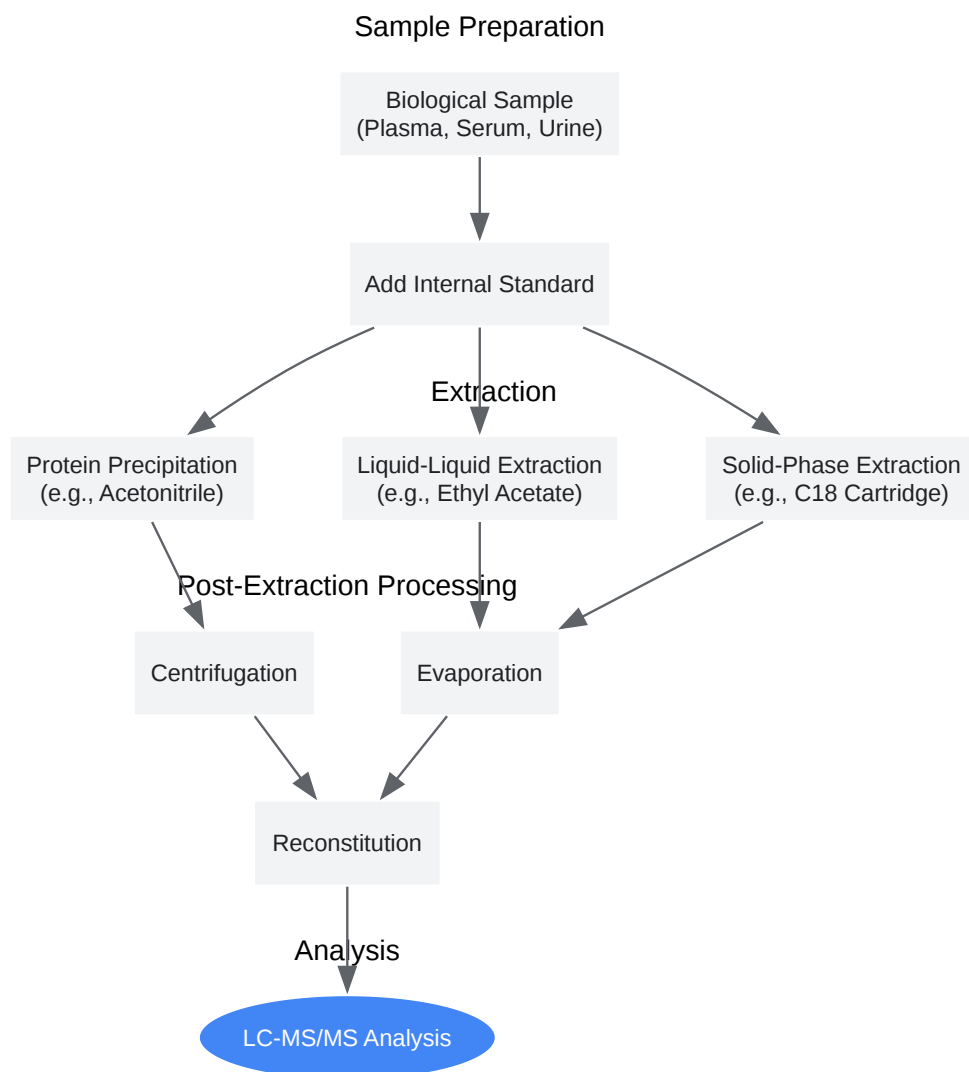 Sample Preparation
Biological Sample
(Plasma, Serum, Urine)
Add Internal Standard
Extraction
Protein Precipitation
(e.g., Acetonitrile)
Liquid-Liquid Extraction
(e.g., Ethyl Acetate)
Solid-Phase Extraction
(e.g., C18 Cartridge)
Post-Extraction Processing
Centrifugation
Evaporation
Reconstitution
Analysis
LC-MS/MS Analysis